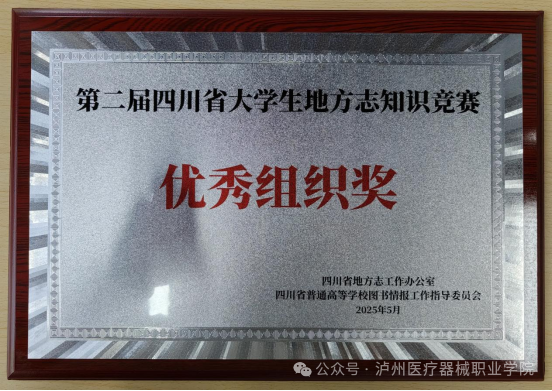 第二届四川省大学生地方志知识竞赛
优秀组织奖
四川省地方志工作办公室
四川省普通高等学校图书情报工作指导委员会
2025年5月
公众号·泸州医疗器械职业学院